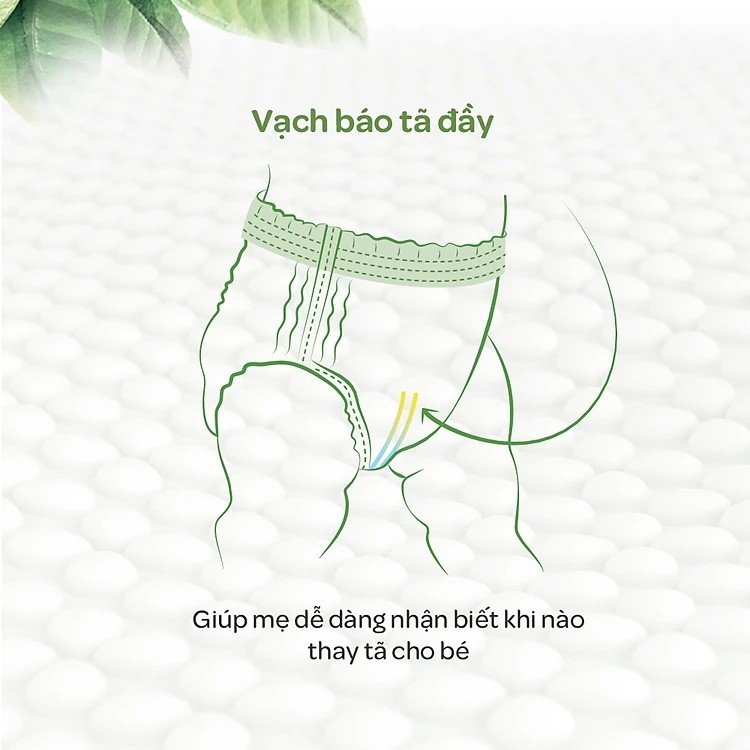 Vạch báo tã đầy
Giúp mẹ dễ dàng nhận biết khi nào
thay tã cho bé